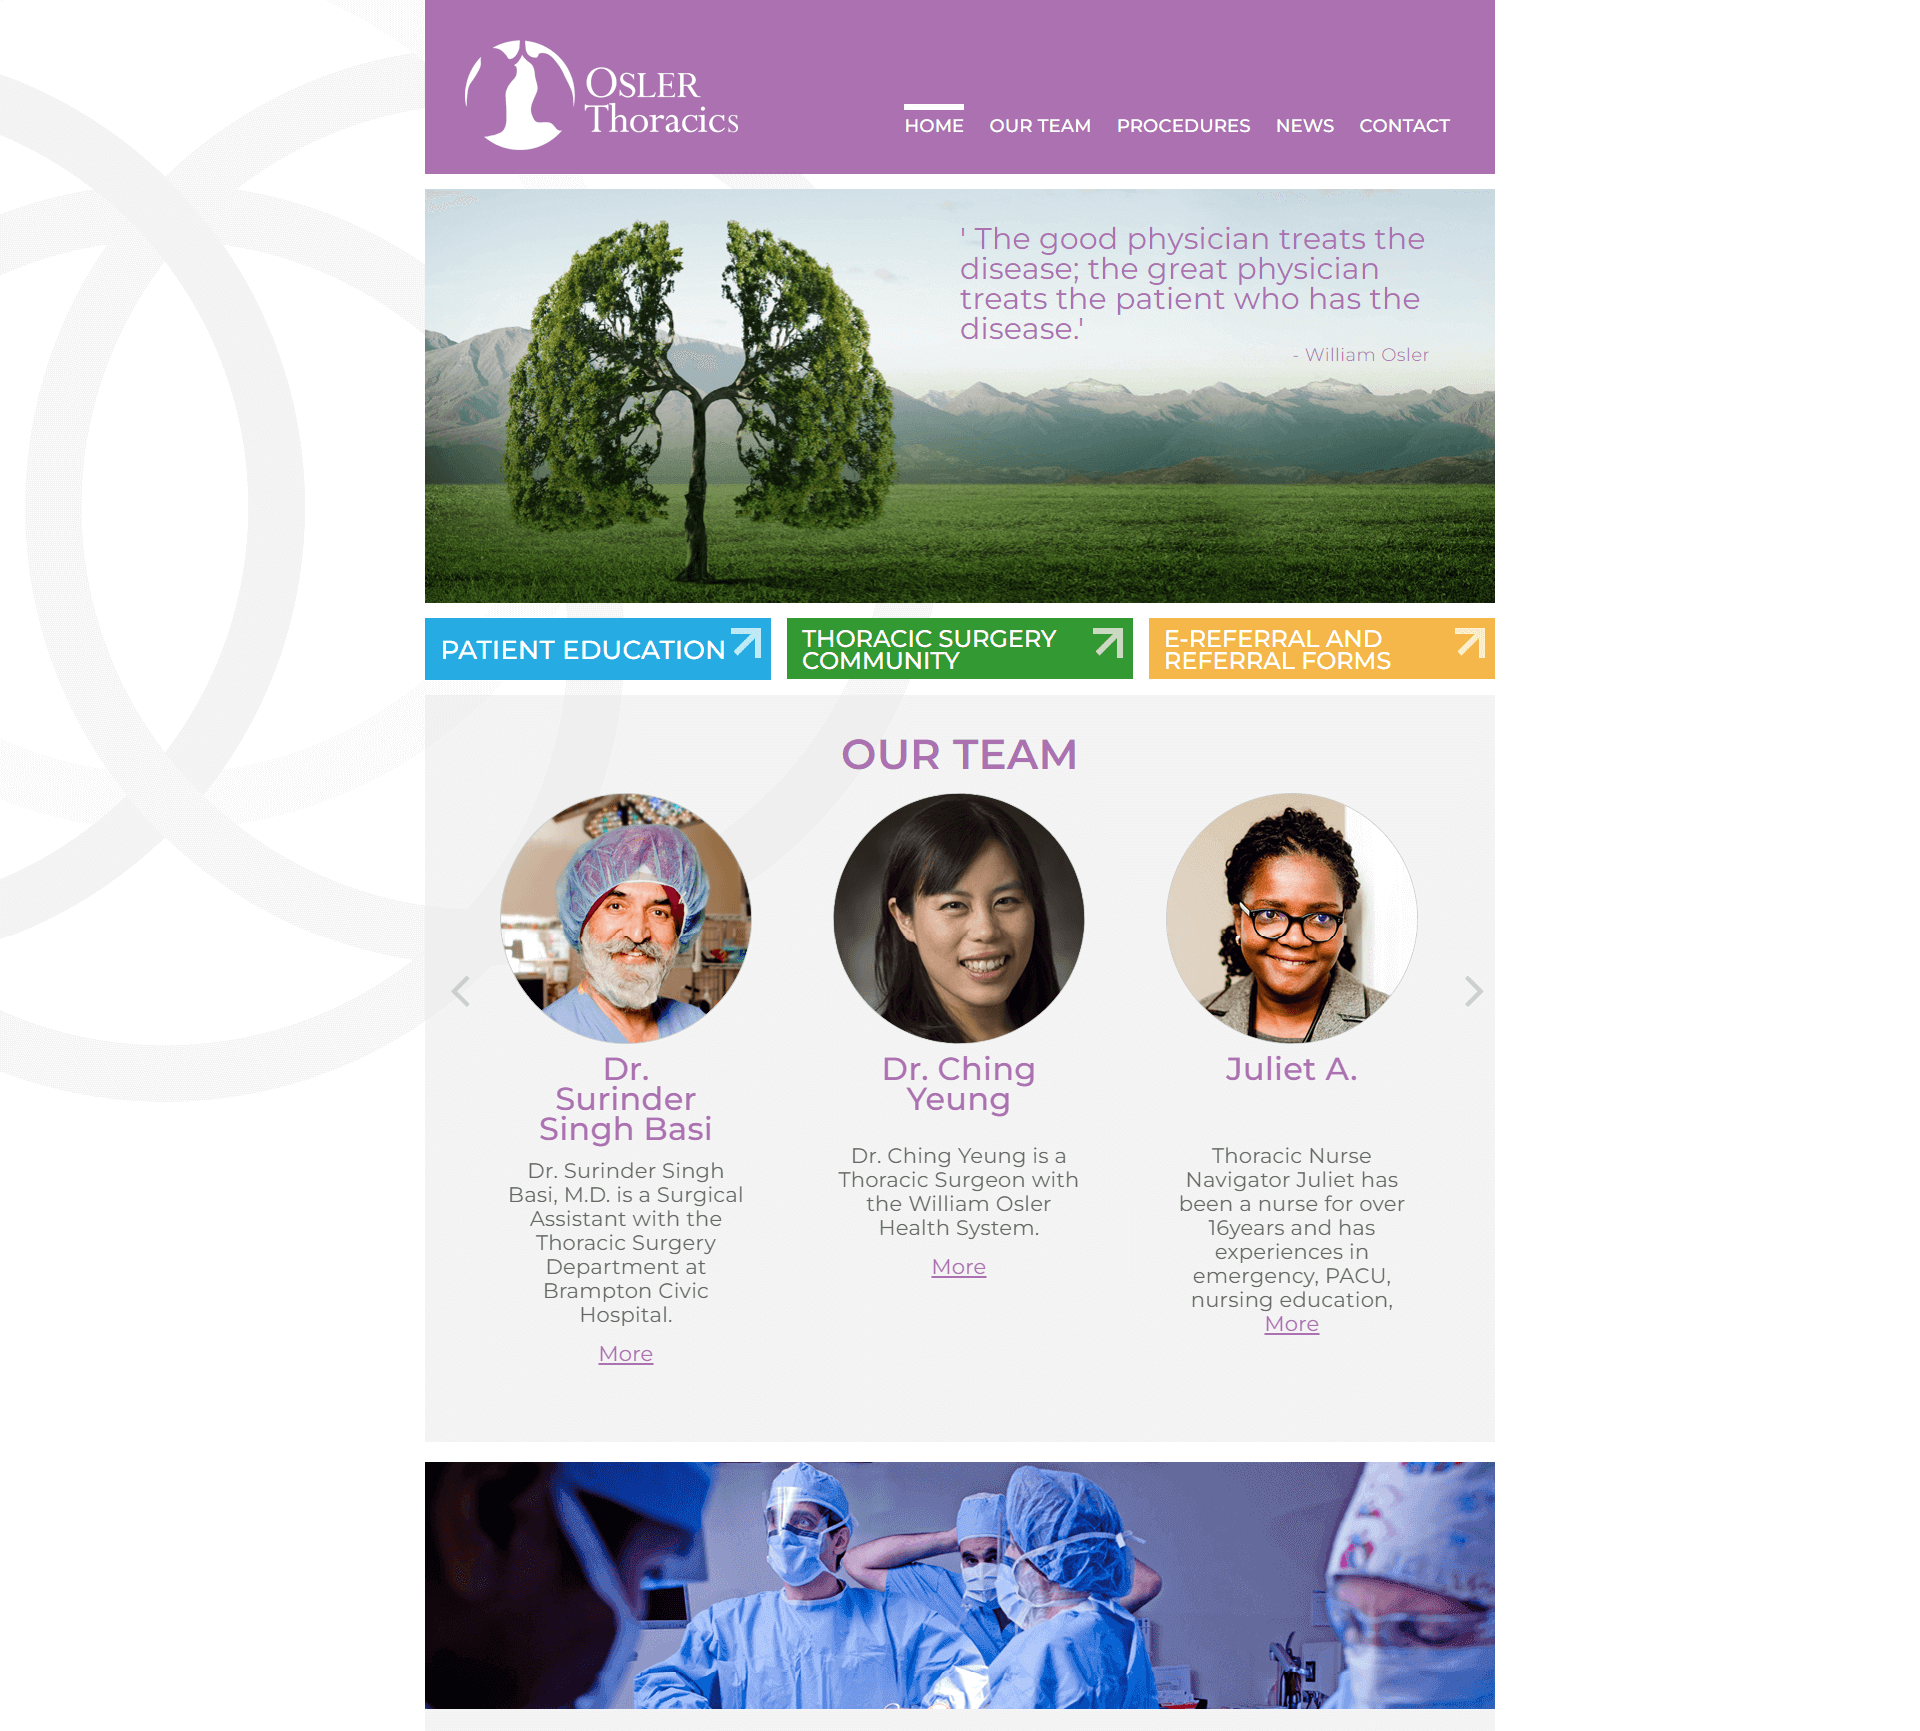 OSLER
Thoracics
HOME OUR TEAM PROCEDURES NEWS CONTACT
' The good physician treats the
disease; the great physician
treats the patient who has the
disease.'
- William Osler
PATIENT EDUCATION
THORACIC SURGERY
COMMUNITY
E-REFERRAL AND
REFERRAL FORMS
OUR TEAM
Dr.
Surinder
Singh Basi
Dr. Surinder Singh
Basi, M.D. is a Surgical
Assistant with the
Thoracic Surgery
Department at
Brampton Civic
Hospital.
More
Dr. Ching
Yeung
Dr. Ching Yeung is a
Thoracic Surgeon with
the William Osler
Health System.
More
Juliet A.
Thoracic Nurse
Navigator Juliet has
been a nurse for over
16years and has
experiences in
emergency, PACU,
nursing education,
More